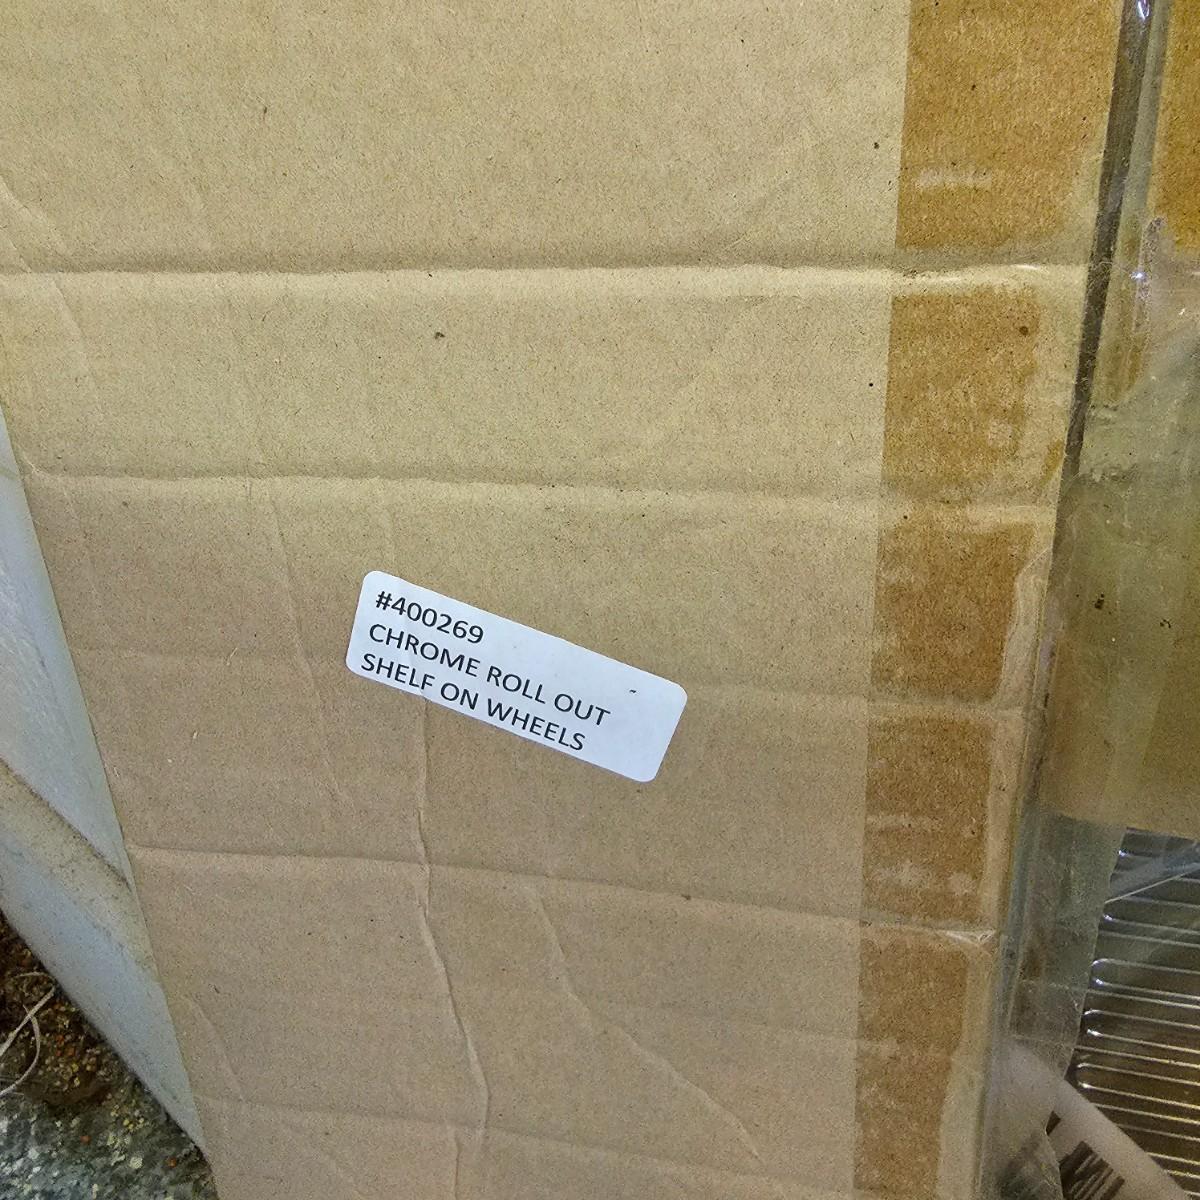 #400269
CHROME ROLL OUT
SHELF ON WHEELS